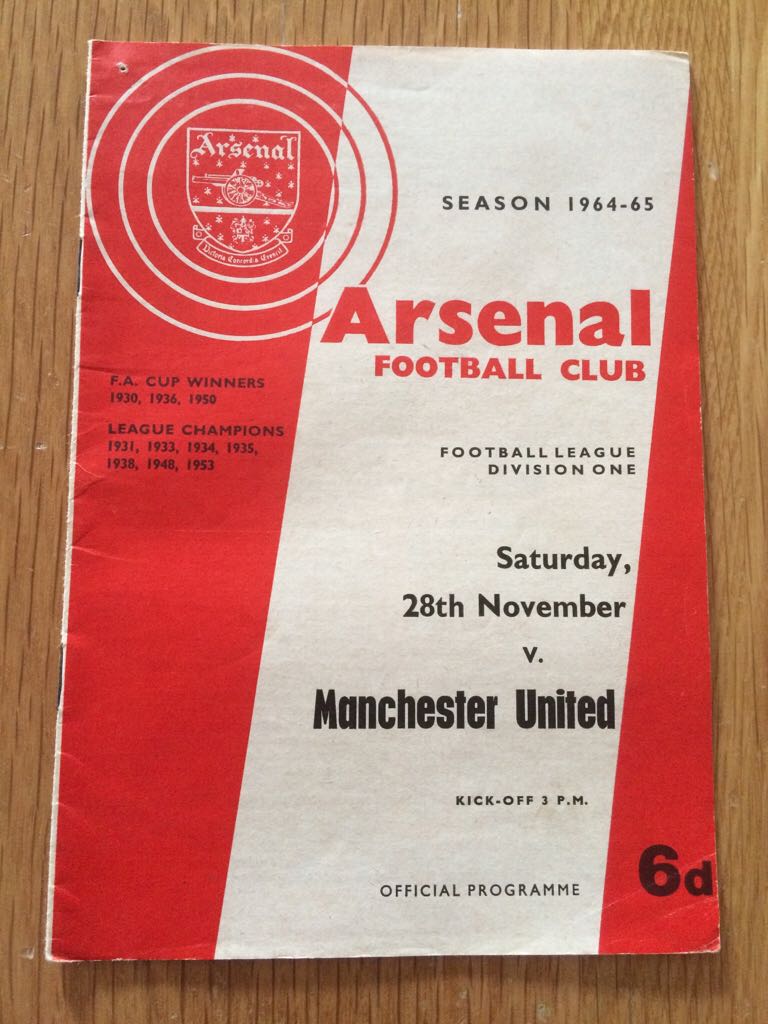 Arsenal
Victoria Concordia Crescit
SEASON 1964-65
Arsenal
FOOTBALL CLUB
F.A. CUP WINNERS
1930, 1936, 1950
LEAGUE CHAMPIONS
1931, 1933, 1934, 1935,
1938, 1948, 1953
FOOTBALL LEAGUE
DIVISION ONE
Saturday,
28th November
v.
Manchester United
KICK-OFF 3 P.M.
OFFICIAL PROGRAMME
6d